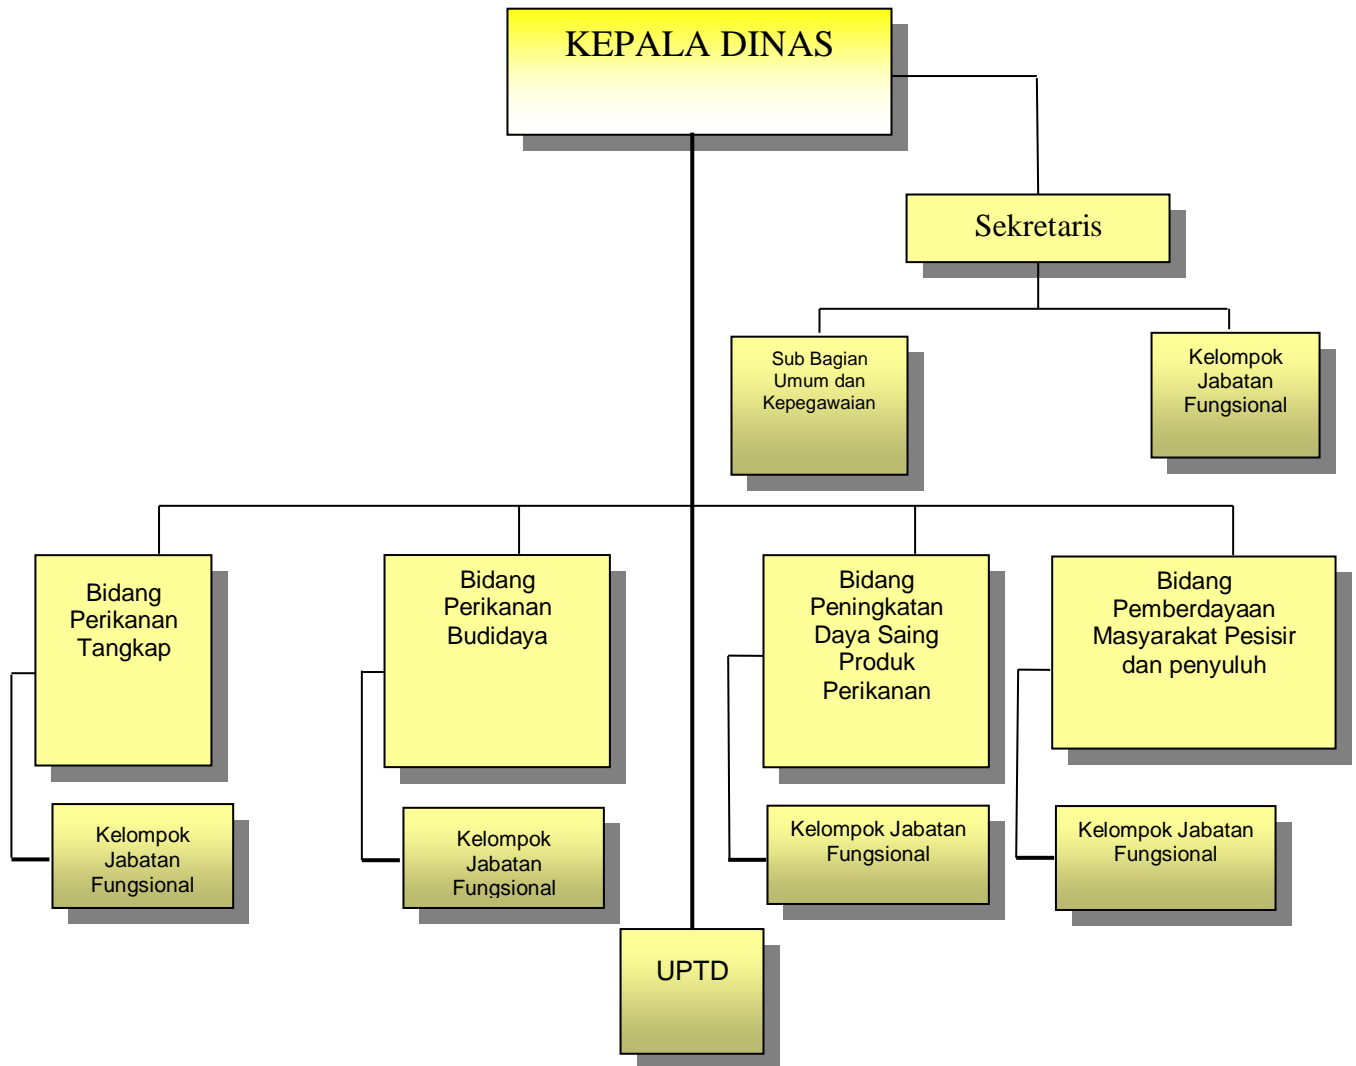 KEPALA DINAS
Sekretaris
Sub Bagian
Umum dan
Kepegawaian
Kelompok
Jabatan
Fungsional
Bidang
Perikanan
Tangkap
Bidang
Perikanan
Budidaya
Bidang
Peningkatan
Daya Saing
Produk
Perikanan
Bidang
Pemberdayaan
Masyarakat Pesisir
dan penyuluh
Kelompok
Jabatan
Fungsional
Kelompok
Jabatan
Fungsional
Kelompok Jabatan
Fungsional
Kelompok Jabatan
Fungsional
UPTD